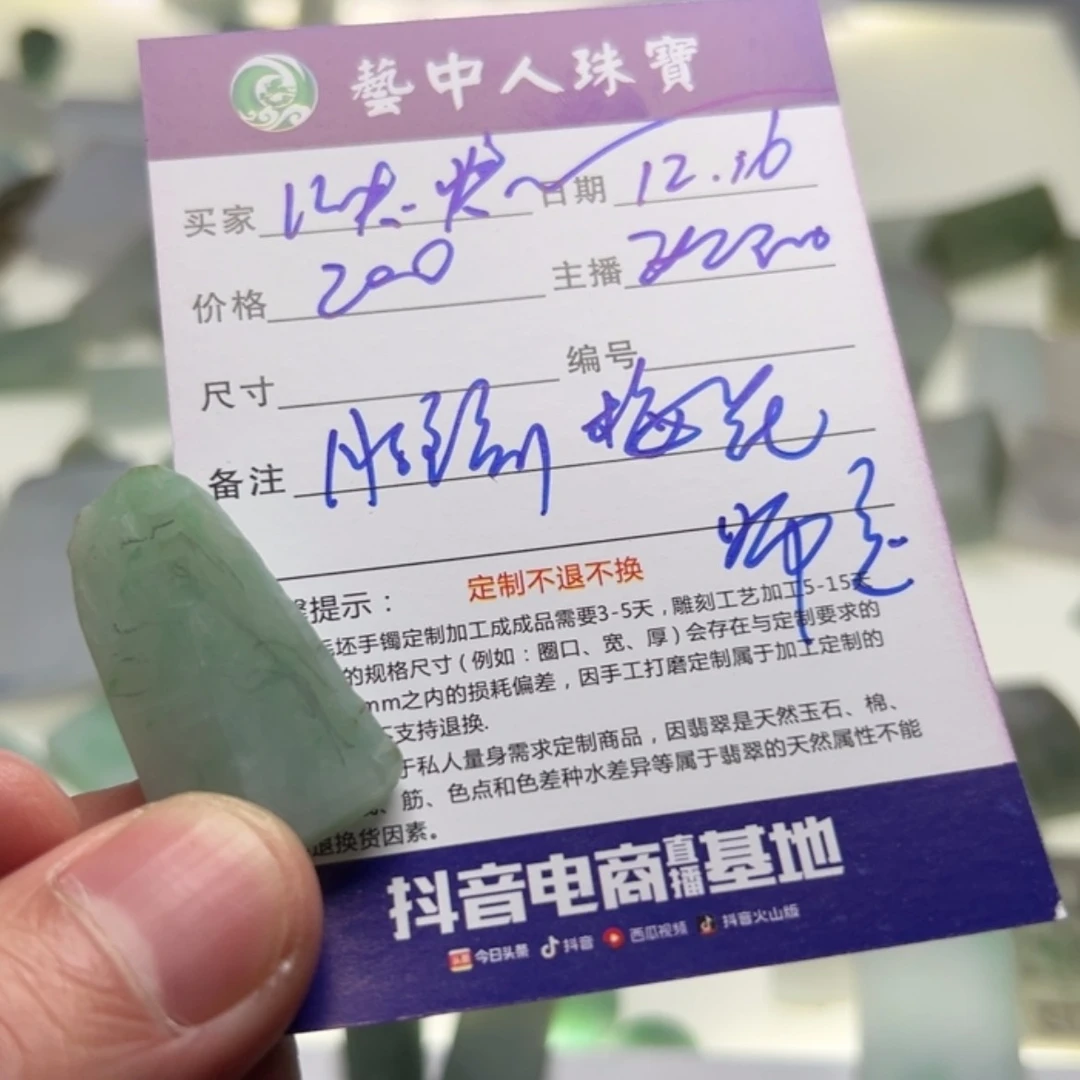 藝中人珠寶
买家 日期 12.16
价格 200 主播
尺寸 编号
备注 雕刻 梅花
提示： 定制不退不换
坯手镯定制加工成成品需要3-5天，雕刻工艺加工5-15天
的规格尺寸（例如：圈口、宽、厚）会存在与定制要求的
mm之内的损耗偏差，因手工打磨定制属于加工定制的
支持退换.
于私人量身需求定制商品，因翡翠是天然玉石、棉、
筋、色点和色差种水差异等属于翡翠的天然属性不能
退换货因素。
抖音电商直播基地
今日头条 抖音 西瓜视频 抖音火山版